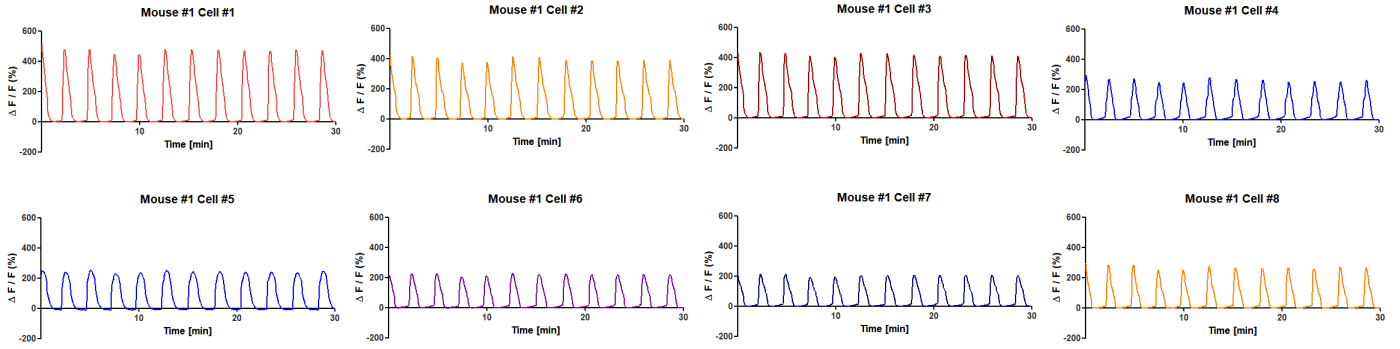 Mouse #1 Cell #1
Δ F / F (%)
600
400
200
0
-200
10
20
30
Time [min]
Mouse #1 Cell #2
Δ F / F (%)
600
400
200
0
-200
10
20
30
Time [min]
Mouse #1 Cell #3
Δ F / F (%)
600
400
200
0
-200
10
20
30
Time [min]
Mouse #1 Cell #4
Δ F / F (%)
600
400
200
0
-200
10
20
30
Time [min]
Mouse #1 Cell #5
Δ F / F (%)
600
400
200
0
-200
10
20
30
Time [min]
Mouse #1 Cell #6
Δ F / F (%)
600
400
200
0
-200
10
20
30
Time [min]
Mouse #1 Cell #7
Δ F / F (%)
600
400
200
0
-200
10
20
30
Time [min]
Mouse #1 Cell #8
Δ F / F (%)
600
400
200
0
-200
10
20
30
Time [min]